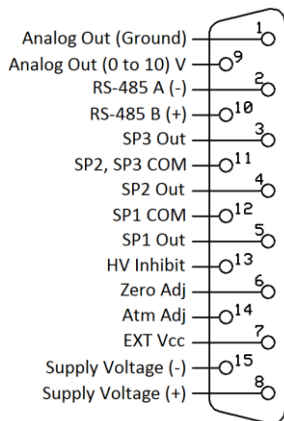 Analog Out (Ground) 1
Analog Out (0 to 10) V 9
RS-485 A (-) 2
RS-485 B (+) 10
SP3 Out 3
SP2, SP3 COM 11
SP2 Out 4
SP1 COM 12
SP1 Out 5
HV Inhibit 13
Zero Adj 6
Atm Adj 14
EXT Vcc 7
Supply Voltage (-) 15
Supply Voltage (+) 8